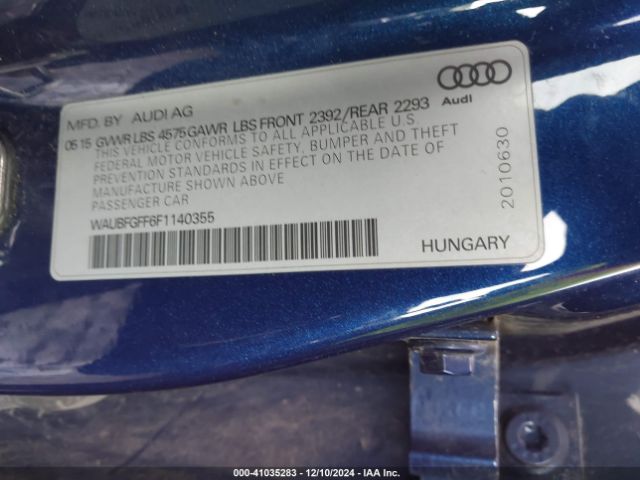 MFD. BY AUDI AG
Audi
0515 GVWR LBS 4575 GAWR LBS FRONT 2392/REAR 2293
THIS VEHICLE CONFORMS TO ALL APPLICABLE U.S.
FEDERAL MOTOR VEHICLE SAFETY, BUMPER AND THEFT
PREVENTION STANDARDS IN EFFECT ON THE DATE OF
MANUFACTURE SHOWN ABOVE
PASSENGER CAR
WAUBFGFF6F1140355
HUNGARY
2010630
000-41035283 - 12/10/2024 - IAA Inc.